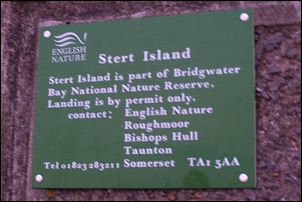 ENGLISH
NATURE
Stert Island
Stert Island is part of Bridgwater
Bay National Nature Reserve.
Landing is by permit only.
contact: English Nature
Roughmoor
Bishops Hull
Taunton
Tel 01823 283211 Somerset TA1 5AA